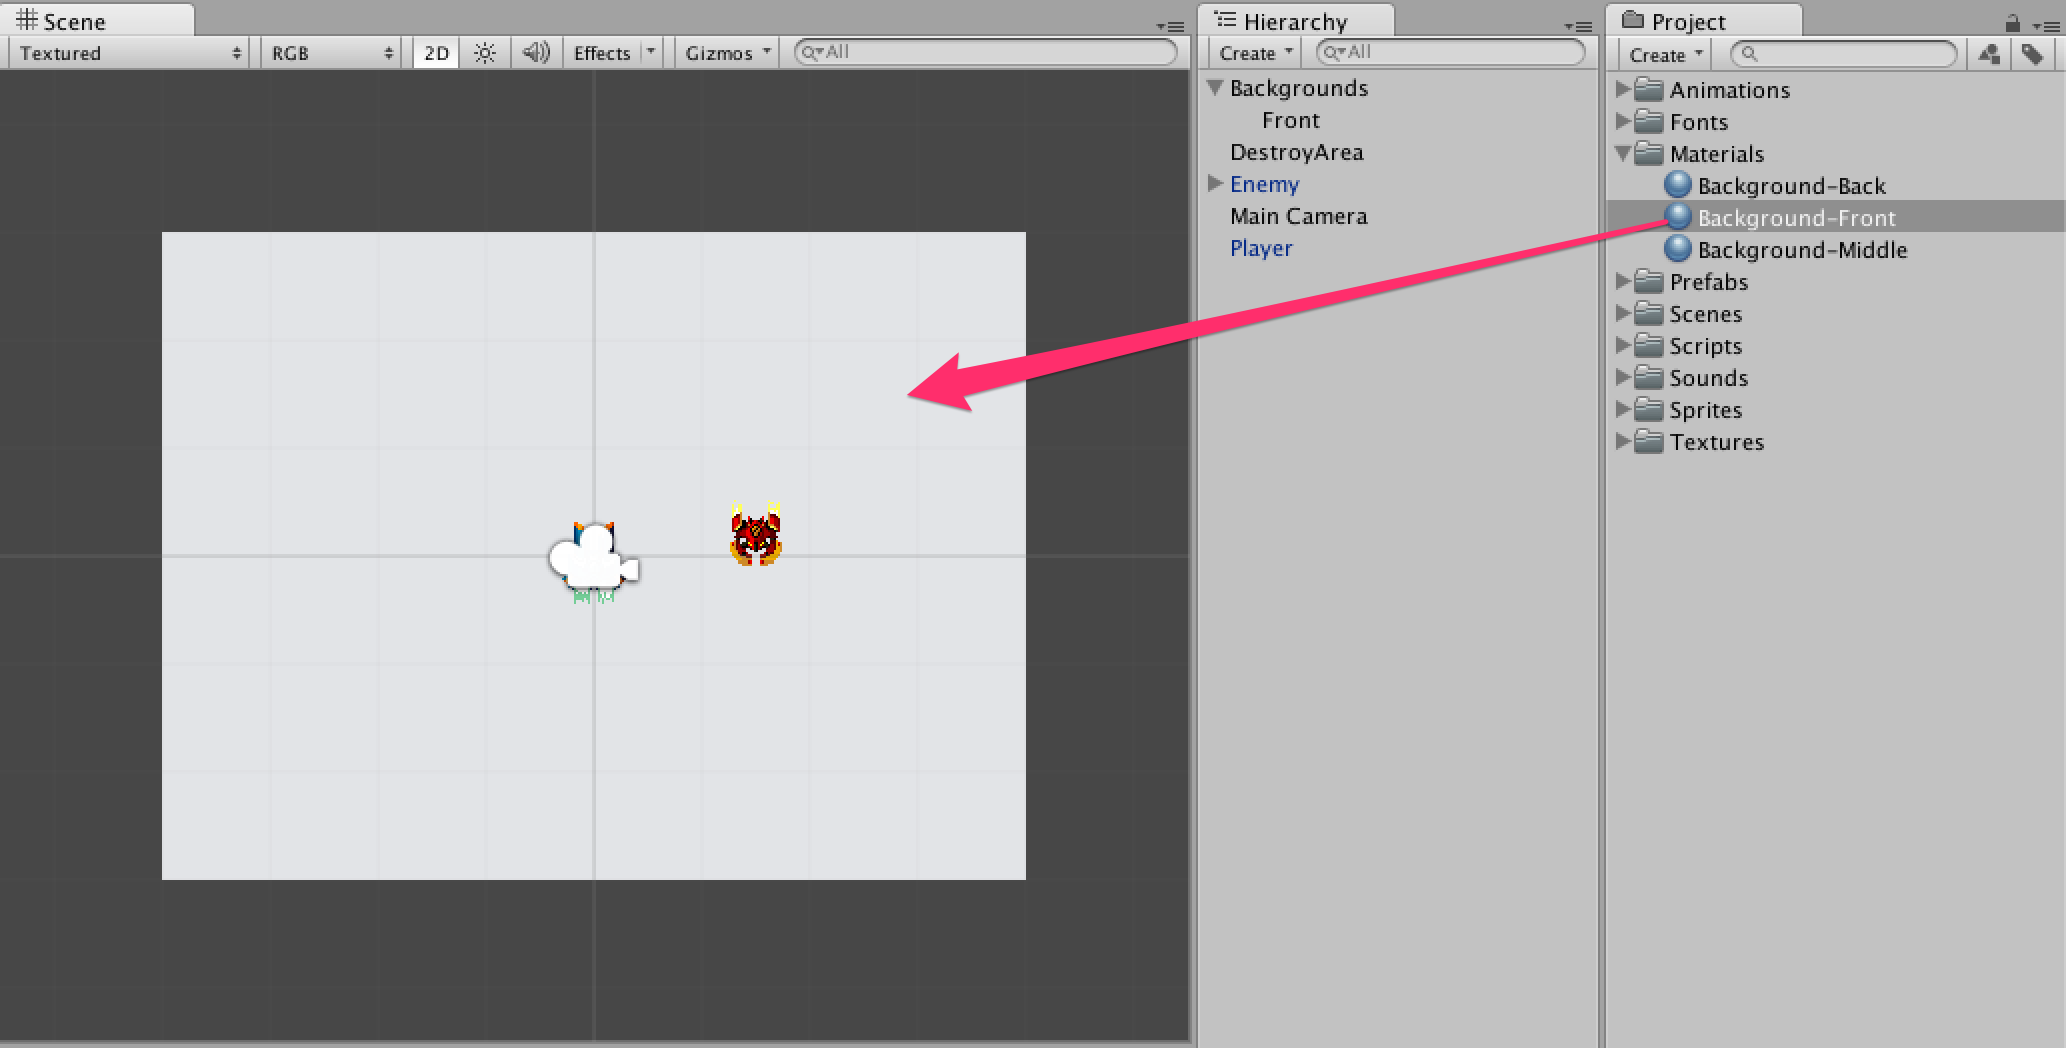 Scene
Textured RGB 2D Effects Gizmos All
Hierarchy
Create All
Backgrounds
Front
DestroyArea
Enemy
Main Camera
Player
Project
Create
Animations
Fonts
Materials
Background-Back
Background-Front
Background-Middle
Prefabs
Scenes
Scripts
Sounds
Sprites
Textures